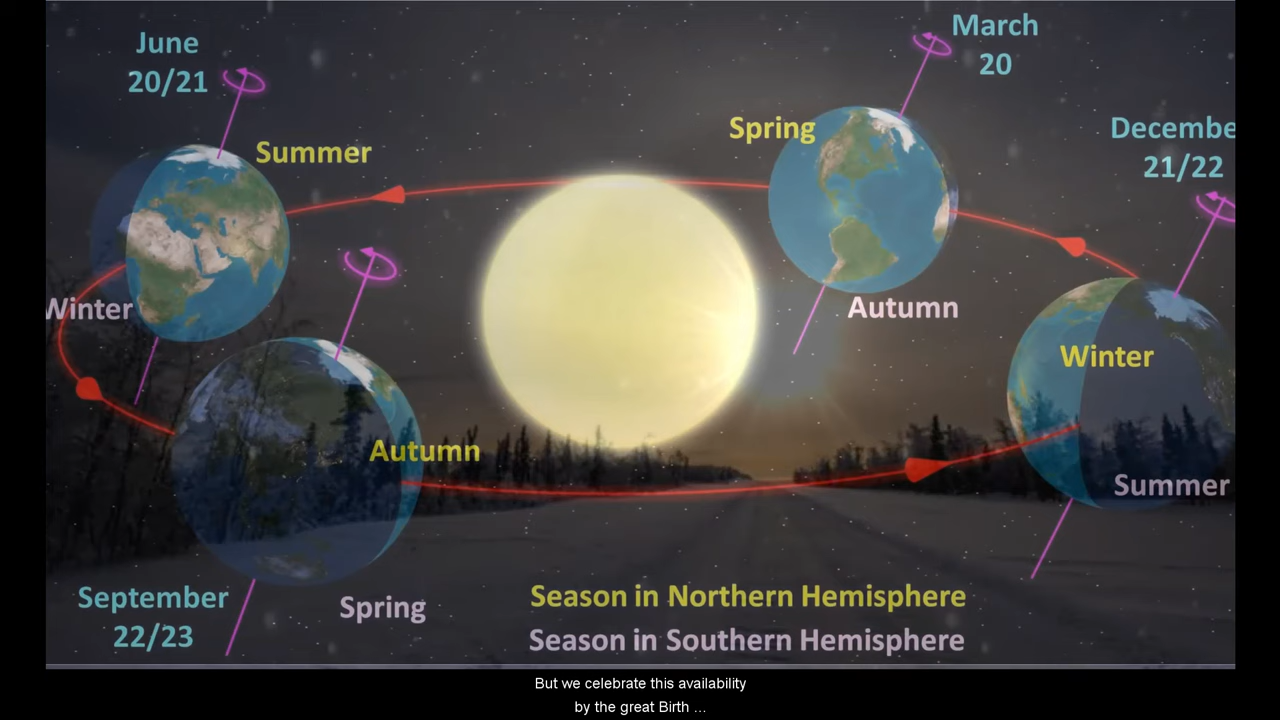 June
20/21
Summer
Winter
Spring
March
20
Autumn
Decembe
21/22
Winter
Summer
Autumn
September
22/23
Spring
Season in Northern Hemisphere
Season in Southern Hemisphere
But we celebrate this availability
by the great Birth ...